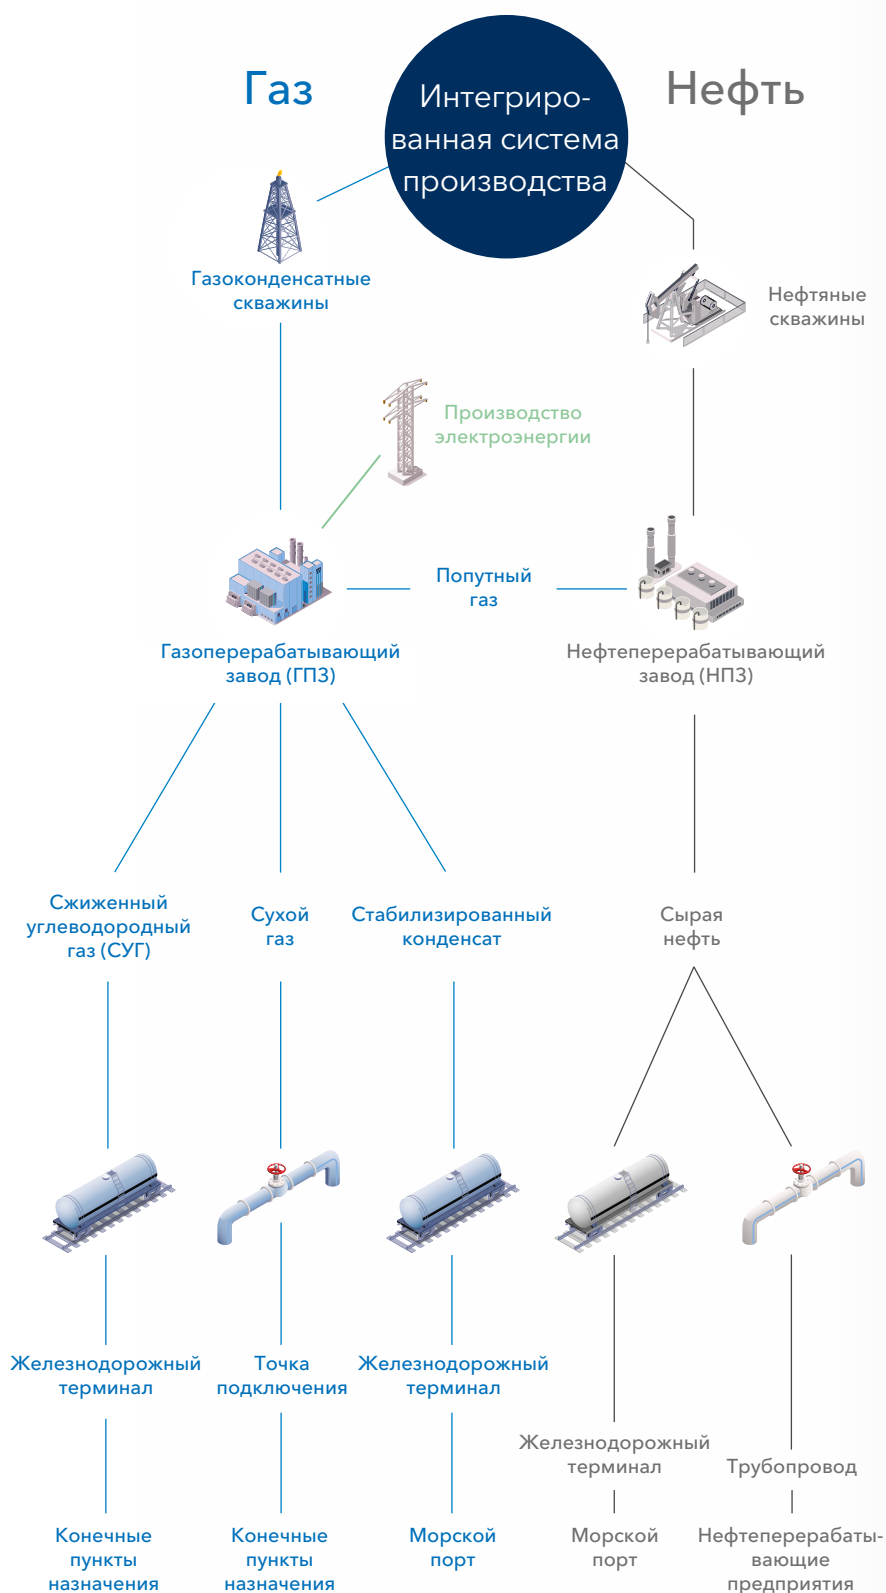 Газ
Интегриро-
ванная система
производства
Нефть
Газоконденсатные
скважины
Нефтяные
скважины
Производство
электроэнергии
Попутный
газ
Газоперерабатывающий
завод (ГПЗ)
Нефтеперерабатывающий
завод (НПЗ)
Сжиженный
углеводородный
газ (СУГ)
Сухой
газ
Стабилизированный
конденсат
Сырая
нефть
Железнодорожный
терминал
Точка
подключения
Железнодорожный
терминал
Железнодорожный
терминал
Трубопровод
Конечные
пункты
назначения
Конечные
пункты
назначения
Морской
порт
Морской
порт
Нефтеперерабаты-
вающие
предприятия